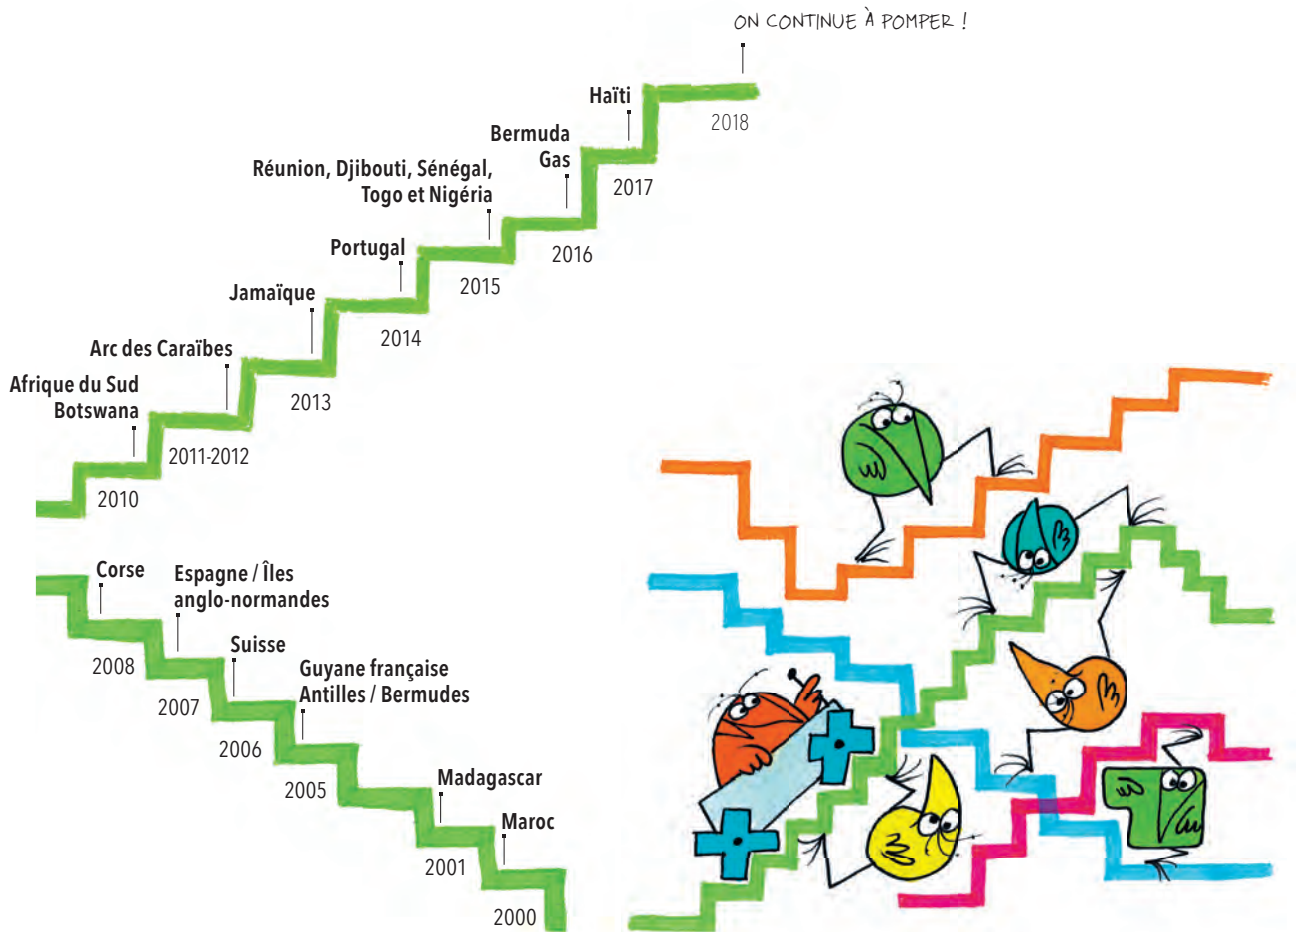 ON CONTINUE À POMPER !
Haïti
2018
Bermuda
Gas
2017
Réunion, Djibouti, Sénégal,
Togo et Nigéria
2016
Portugal
2015
Jamaïque
2014
Arc des Caraïbes
2013
Afrique du Sud
Botswana
2011-2012
2010
Corse
Espagne / Îles
anglo-normandes
2008
Suisse
2007
Guyane française
Antilles / Bermudes
2006
2005
Madagascar
Maroc
2001
2000